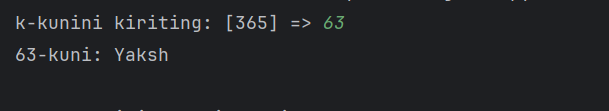 k-kunini kiriting: [365] => 63
63-kuni: Yaksh